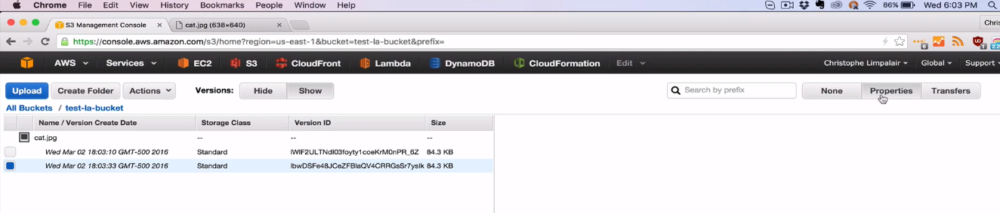 Chrome File Edit View History Bookmarks People Window Help 86% Wed 6:03 PM
S3 Management Console × cat.jpg (638×640) × Chris
https://console.aws.amazon.com/s3/home?region=us-east-1&bucket=test-la-bucket&prefix=
AWS Services EC2 S3 CloudFront Lambda DynamoDB CloudFormation Edit Christophe Limpalair Global Support
Upload Create Folder Actions Versions: Hide Show Search by prefix None Properties Transfers
All Buckets / test-la-bucket
Name / Version Create Date Storage Class Version ID Size
cat.jpg -- -- --
Wed Mar 02 18:03:10 GMT-500 2016 Standard 84.3 KB
Wed Mar 02 18:03:33 GMT-500 2016 Standard 84.3 KB